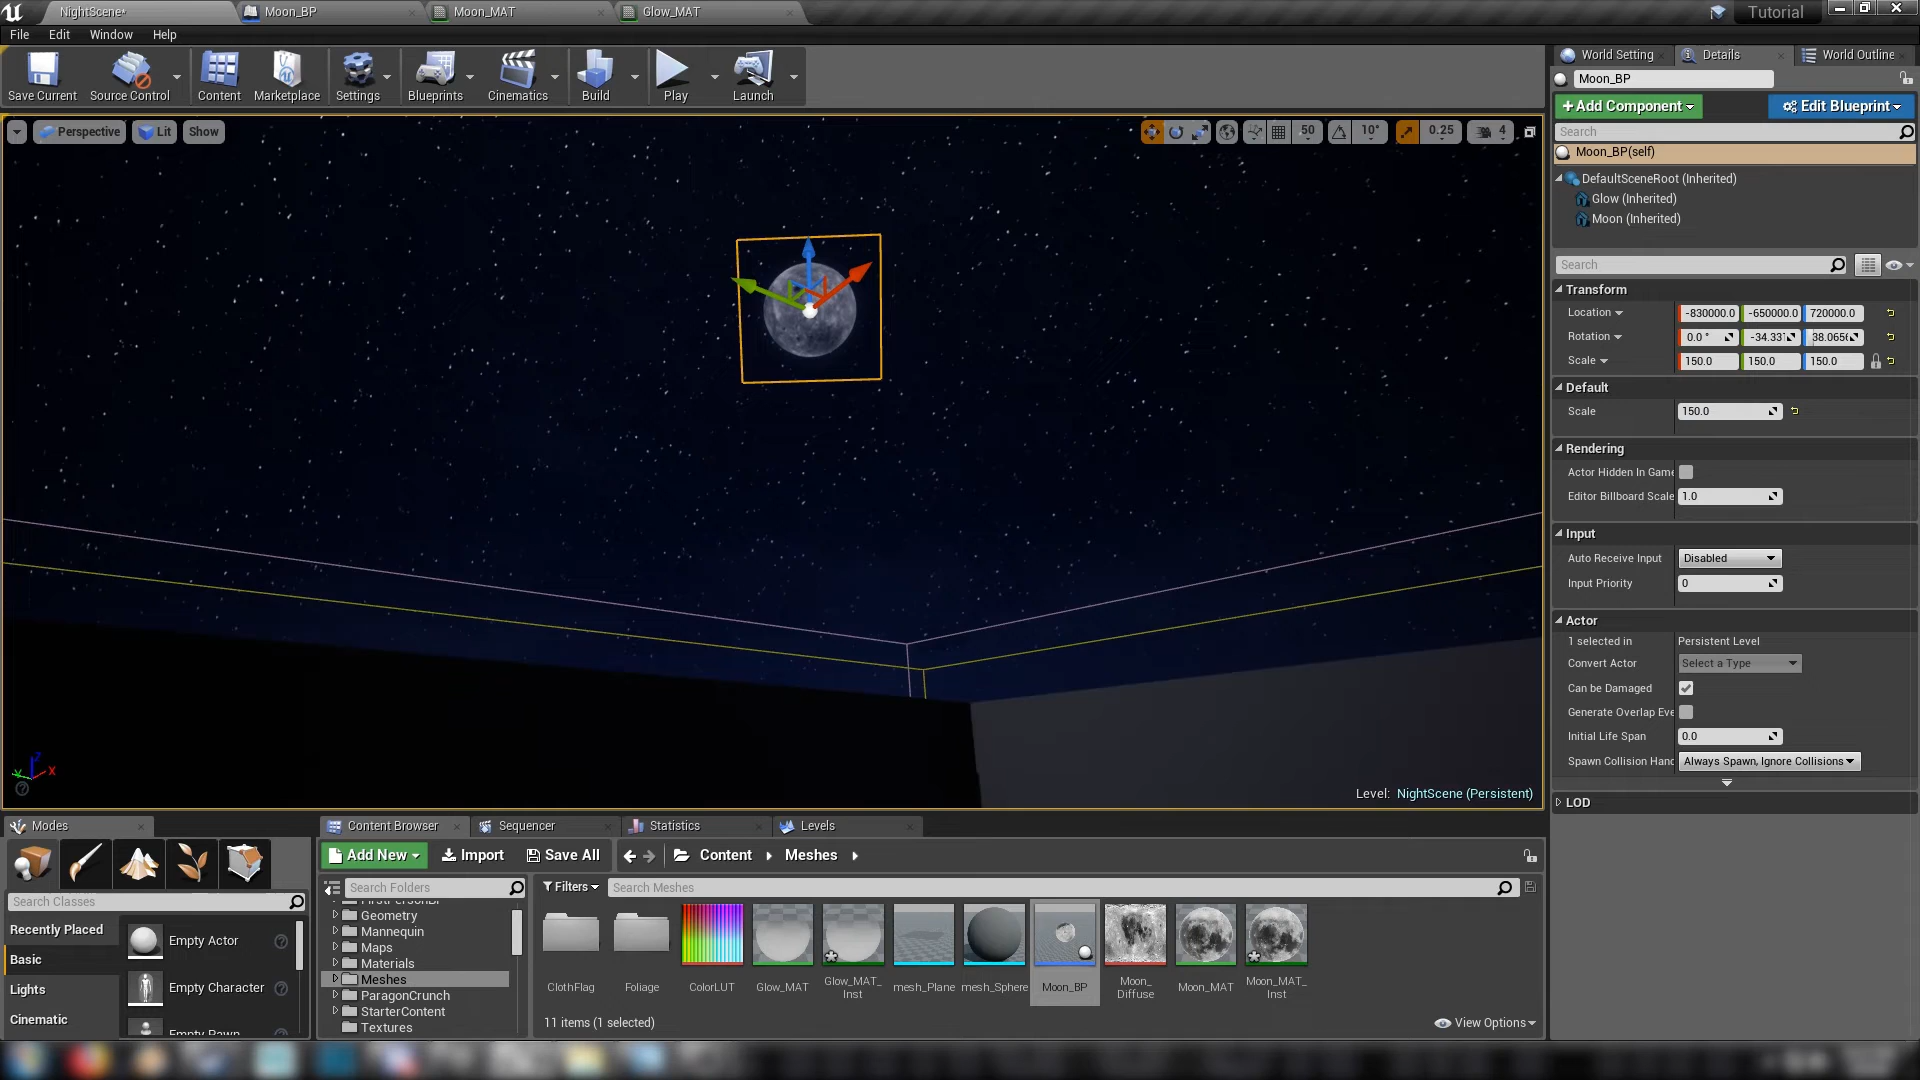 NightScene*
Moon_BP
Moon_MAT
Glow_MAT
Tutorial
File Edit Window Help
Save Current
Source Control
Content
Marketplace
Settings
Blueprints
Cinematics
Build
Play
Launch
Perspective
Lit
Show
50
10°
0.25
4
Level: NightScene (Persistent)
World Setting
Details
World Outline
Moon_BP
+Add Component
Edit Blueprint
Search
Moon_BP(self)
DefaultSceneRoot (Inherited)
Glow (Inherited)
Moon (Inherited)
Search
Transform
Location -830000.0 -650000.0 720000.0
Rotation 0.0 ° -34.337 38.0656
Scale 150.0 150.0 150.0
Default
Scale 150.0
Rendering
Actor Hidden In Game
Editor Billboard Scale 1.0
Input
Auto Receive Input Disabled
Input Priority 0
Actor
1 selected in Persistent Level
Convert Actor Select a Type
Can be Damaged
Generate Overlap Eve
Initial Life Span 0.0
Spawn Collision Hand Always Spawn, Ignore Collisions
LOD
Modes
Search Classes
Recently Placed
Basic
Lights
Cinematic
Empty Actor
Empty Character
Empty Pawn
Content Browser
Sequencer
Statistics
Levels
Add New
Import
Save All
Content
Meshes
Search Folders
Filters
Search Meshes
FirstPersonBP
Geometry
Mannequin
Maps
Materials
Meshes
ParagonCrunch
StarterContent
Textures
ClothFlag
Foliage
ColorLUT
Glow_MAT
Glow_MAT_
Inst
mesh_Plane
mesh_Sphere
Moon_BP
Moon_
Diffuse
Moon_MAT
Moon_MAT_
Inst
11 items (1 selected)
View Options